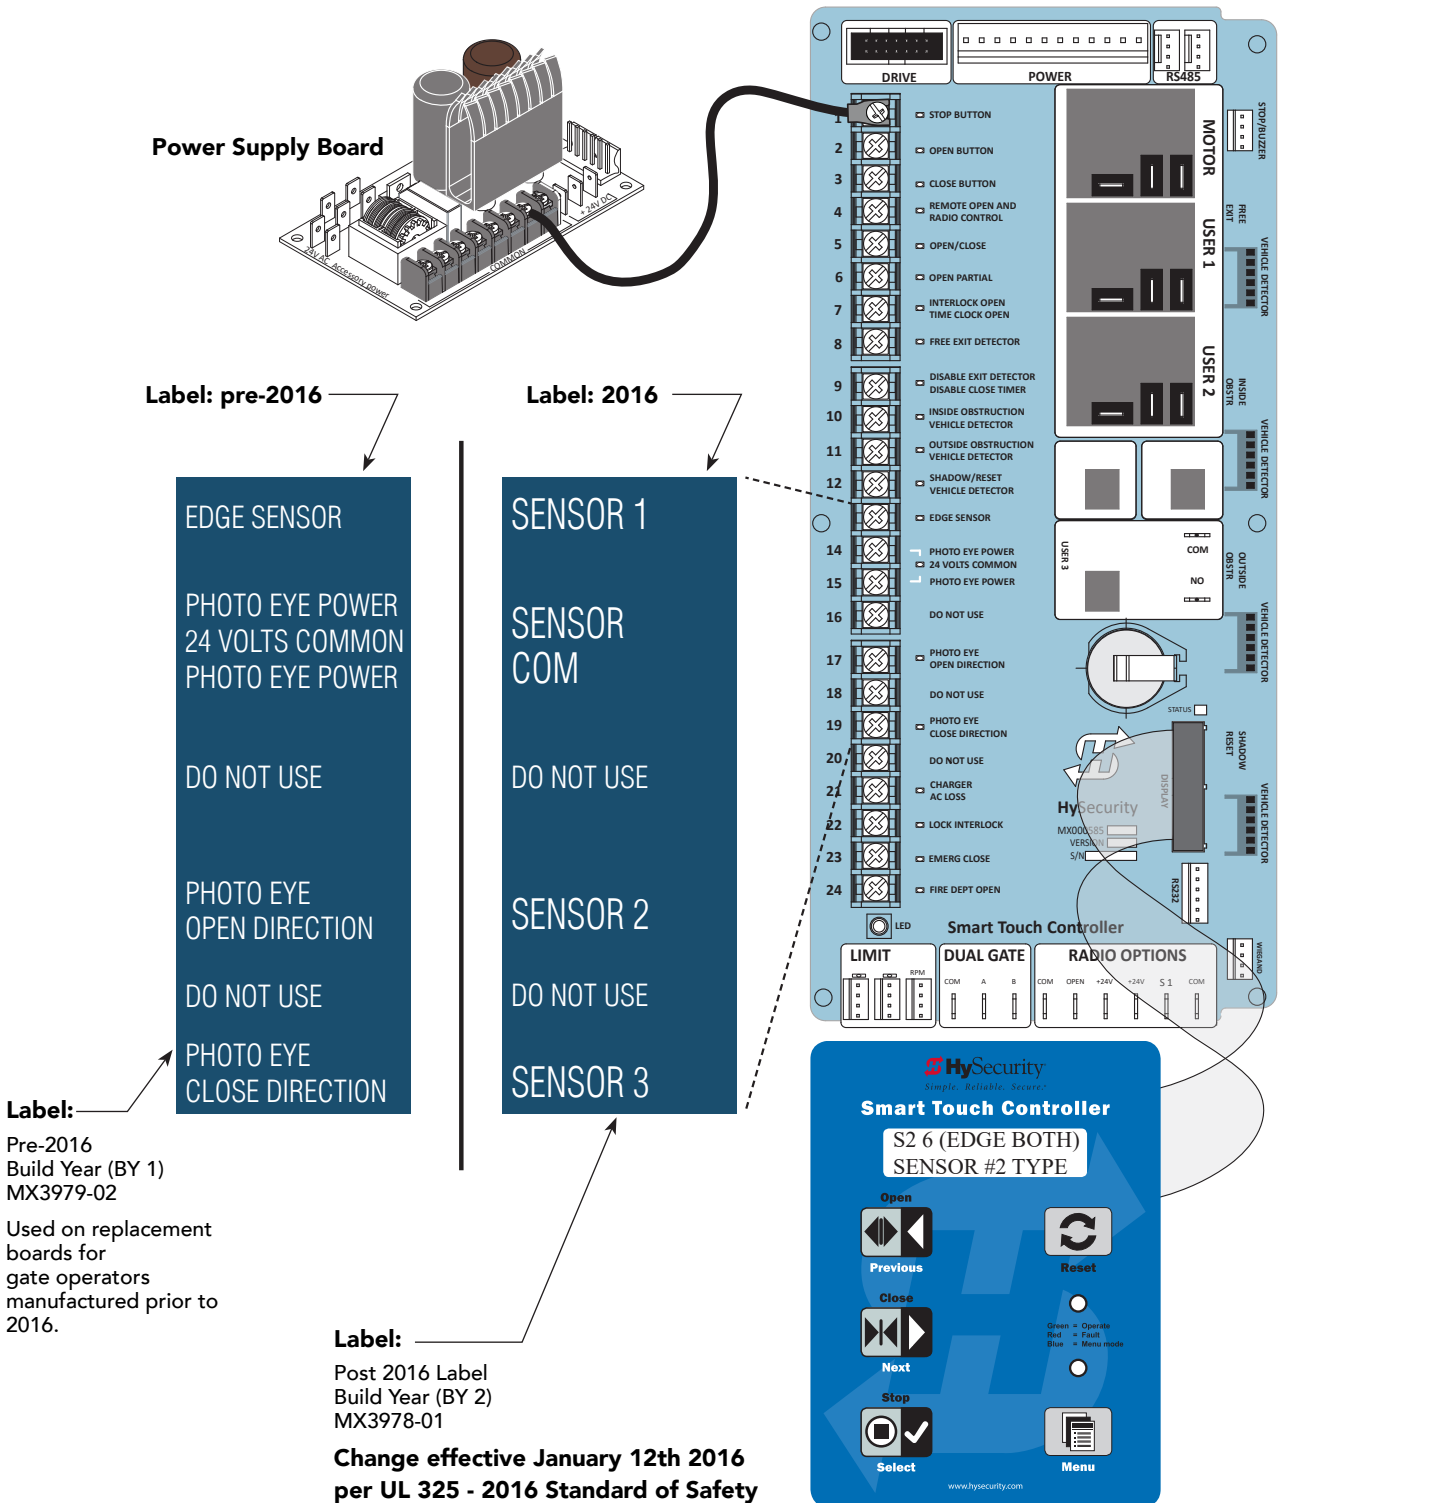 Power Supply Board
24V AC Accessory power
COMMON
+ 24V DC
Label: pre-2016
Label: 2016
EDGE SENSOR
PHOTO EYE POWER
24 VOLTS COMMON
PHOTO EYE POWER
DO NOT USE
PHOTO EYE
OPEN DIRECTION
DO NOT USE
PHOTO EYE
CLOSE DIRECTION
SENSOR 1
SENSOR
COM
DO NOT USE
SENSOR 2
DO NOT USE
SENSOR 3
Label:
Pre-2016
Build Year (BY 1)
MX3979-02
Used on replacement
boards for
gate operators
manufactured prior to
2016.
Label:
Post 2016 Label
Build Year (BY 2)
MX3978-01
Change effective January 12th 2016
per UL 325 - 2016 Standard of Safety
DRIVE
POWER
RS485
1 STOP BUTTON
2 OPEN BUTTON
3 CLOSE BUTTON
4 REMOTE OPEN AND
RADIO CONTROL
5 OPEN/CLOSE
6 OPEN PARTIAL
7 INTERLOCK OPEN
TIME CLOCK OPEN
8 FREE EXIT DETECTOR
9 DISABLE EXIT DETECTOR
DISABLE CLOSE TIMER
10 INSIDE OBSTRUCTION
VEHICLE DETECTOR
11 OUTSIDE OBSTRUCTION
VEHICLE DETECTOR
12 SHADOW/RESET
VEHICLE DETECTOR
EDGE SENSOR
14 PHOTO EYE POWER
24 VOLTS COMMON
15 PHOTO EYE POWER
16 DO NOT USE
17 PHOTO EYE
OPEN DIRECTION
18 DO NOT USE
19 PHOTO EYE
CLOSE DIRECTION
20 DO NOT USE
21 CHARGER
AC LOSS
22 LOCK INTERLOCK
23 EMERG CLOSE
24 FIRE DEPT OPEN
LED
MOTOR
USER 1
USER 2
USER 3
COM
NO
STOP/BUZZER
FREE
EXIT
VEHICLE DETECTOR
INSIDE
OBSTR
VEHICLE DETECTOR
OUTSIDE
OBSTR
VEHICLE DETECTOR
SHADOW
RESET
VEHICLE DETECTOR
STATUS
DISPLAY
HySecurity
MX000585
VERSION
S/N
RS232
WIEGAND
Smart Touch Controller
LIMIT
RPM
DUAL GATE
COM A B
RADIO OPTIONS
COM OPEN +24V +24V S 1 COM
HySecurity
Simple. Reliable. Secure.
Smart Touch Controller
S2 6 (EDGE BOTH)
SENSOR #2 TYPE
Open
Previous
Reset
Close
Next
Green = Operate
Red = Fault
Blue = Menu mode
Stop
Select
Menu
www.hysecurity.com